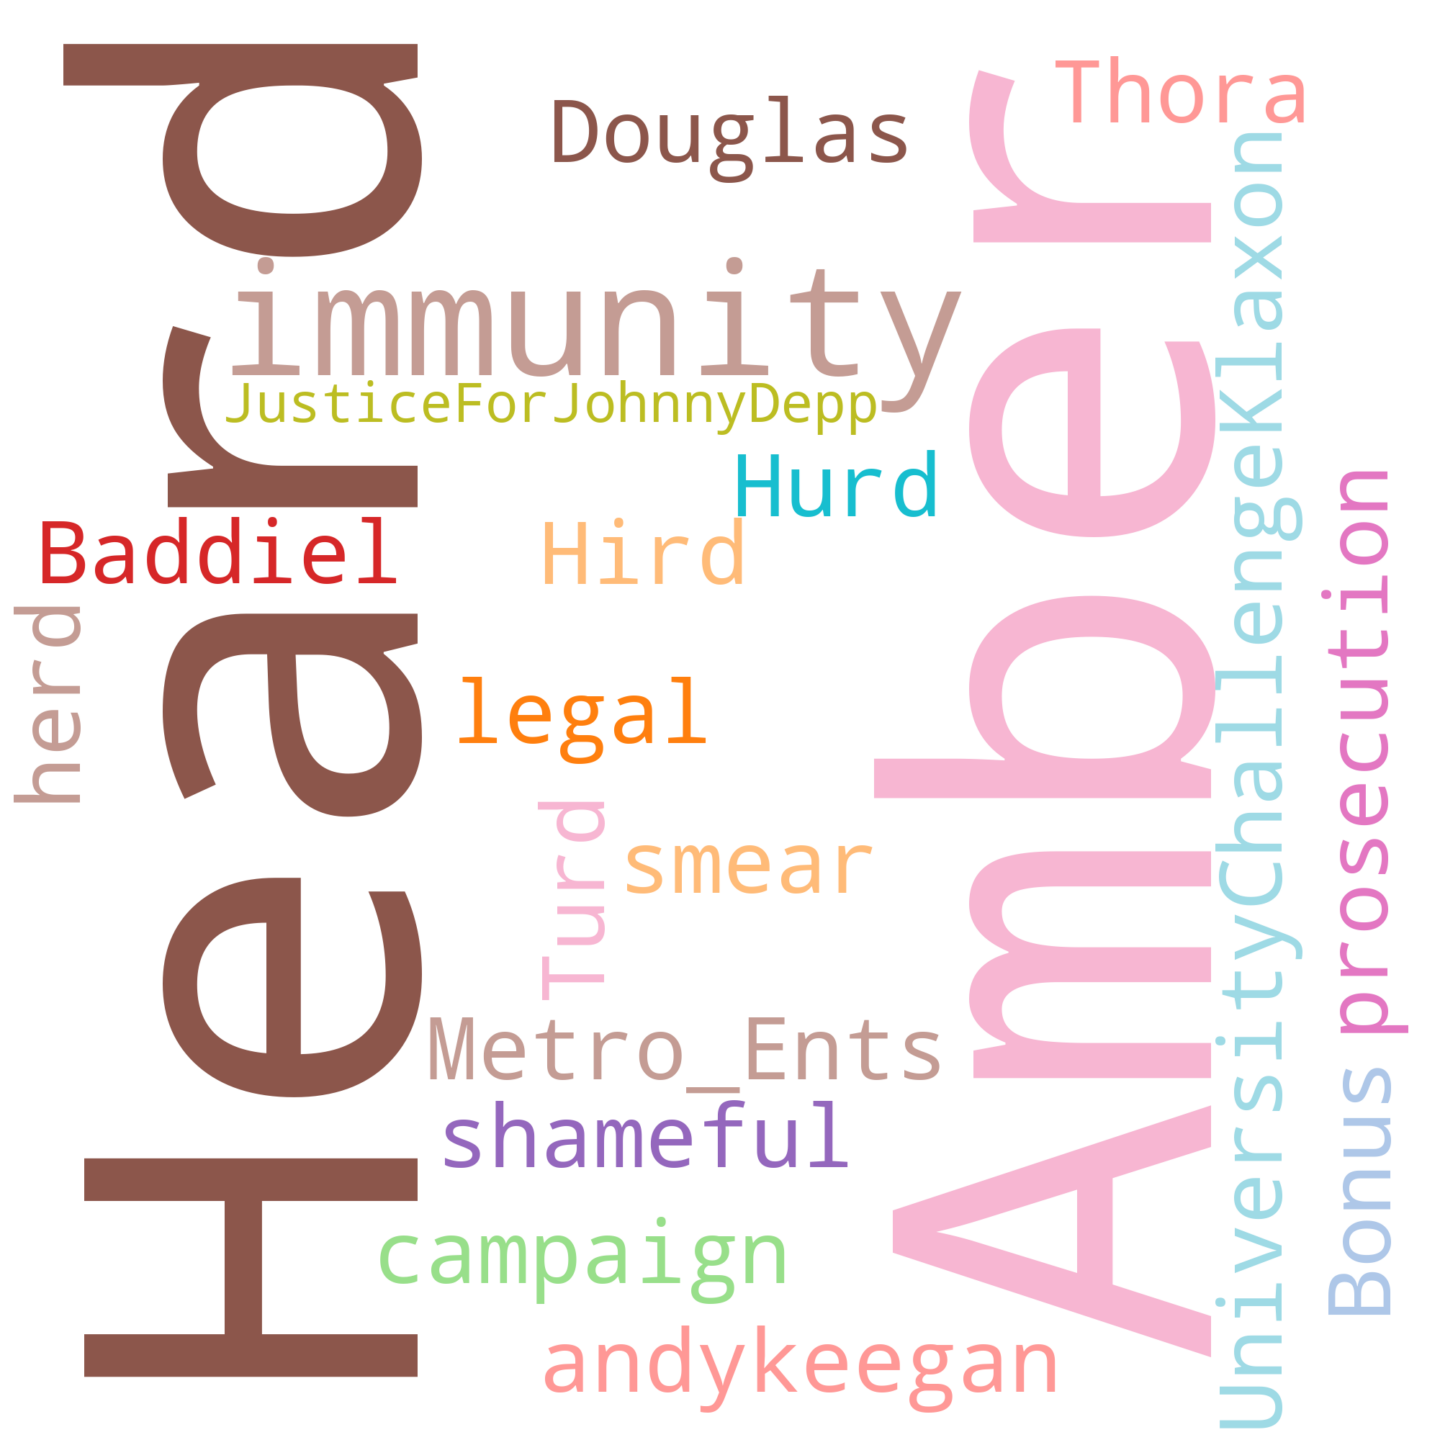 Heard
Amber
Thora
Douglas
immunity
JusticeForJohnnyDepp
Hurd
Baddiel
Hird
herd
legal
Turd
smear
Metro_Ents
shameful
campaign
andykeegan
UniversityChallengeKlaxon
prosecution
Bonus